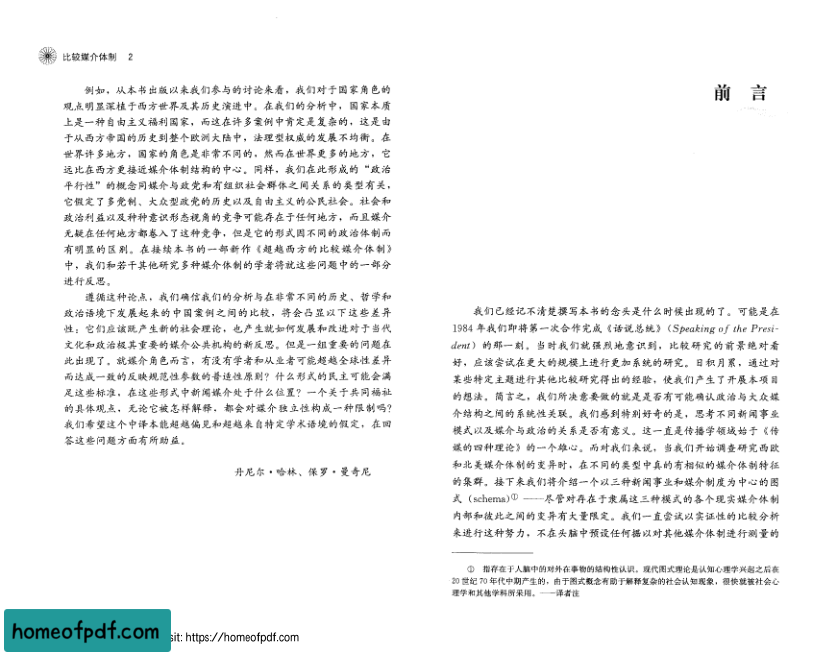 比较媒介体制 2
例如，从本书出版以来我们参与的讨论来看，我们对于国家角色的
观点明显深植于西方世界及其历史演进中。在我们的分析中，国家本质
上是一种自由主义福利国家，而这在许多案例中肯定是复杂的，这是由
于从西方帝国的历史到整个欧洲大陆中，法理型权威的发展不均衡。在
世界许多地方，国家的角色是非常不同的，然而在世界更多的地方，它
远比在西方更接近媒介体制结构的中心。同样，我们在此形成的“政治
平行性”的概念同媒介与政党和有组织社会群体之间关系的类型有关，
它假定了多党制、大众型政党的历史以及自由主义的公民社会。社会和
政治利益以及种种意识形态视角的竞争可能存在于任何地方，而且媒介
无疑在任何地方都卷入了这种竞争，但是它的形式因不同的政治体制而
有明显的区别。在接续本书的一部新作《超越西方的比较媒介体制》
中，我们和若干其他研究多种媒介体制的学者将就这些问题中的一部分
进行反思。
遵循这种论点，我们确信我们的分析与在非常不同的历史、哲学和
政治语境下发展起来的中国案例之间的比较，将会凸显以下这些差异
性：它们应该既产生新的社会理论，也产生就如何发展和改进对于当代
文化和政治极其重要的媒介公共机构的新反思。但是一组重要的问题在
此出现了。就媒介角色而言，有没有学者和从业者可能超越全球性差异
而达成一致的反映规范性参数的普适性原则？什么形式的民主可能会满
足这些标准，在这些形式中新闻媒介处于什么位置？一个关于共同福祉
的具体观点，无论它被怎样解释，都会对媒介独立性构成一种限制吗？
我们希望这个中译本能超越偏见和超越来自特定学术语境的假定，在回
答这些问题方面有所助益。
丹尼尔·哈林、保罗·曼奇尼
前 言
我们已经记不清楚撰写本书的念头是什么时候出现的了。可能是在
1984 年我们即将第一次合作完成《话说总统》（Speaking of the Presi-
dent）的那一刻。当时我们就强烈地意识到，比较研究的前景绝对看
好，应该尝试在更大的规模上进行更加系统的研究。日积月累，通过对
某些特定主题进行其他比较研究得出的经验，使我们产生了开展本项目
的想法。简言之，我们所决意要做的就是是否有可能确认政治与大众媒
介结构之间的系统性关联。我们感到特别好奇的是，思考不同新闻事业
模式以及媒介与政治的关系是否有意义。这一直是传播学领域始于《传
媒的四种理论》的一个雄心。而对我们来说，当我们开始调查研究西欧
和北美媒介体制的变异时，在不同的类型中真的有相似的媒介体制特征
的集群。接下来我们将介绍一个以三种新闻事业和媒介制度为中心的图
式（schema）① ——尽管对存在于隶属这三种模式的各个现实媒介体制
内部和彼此之间的变异有大量限定。我们一直尝试以实证性的比较分析
来进行这种努力，不在头脑中预设任何据以对其他媒介体制进行测量的
① 指存在于人脑中的对外在事物的结构性认识。现代图式理论是认知心理学兴起之后在
20 世纪 70 年代中期产生的，由于图式概念有助于解释复杂的社会认知现象，很快就被社会心
理学和其他学科所采用。——译者注
homeofpdf.com
sit: https://homeofpdf.com